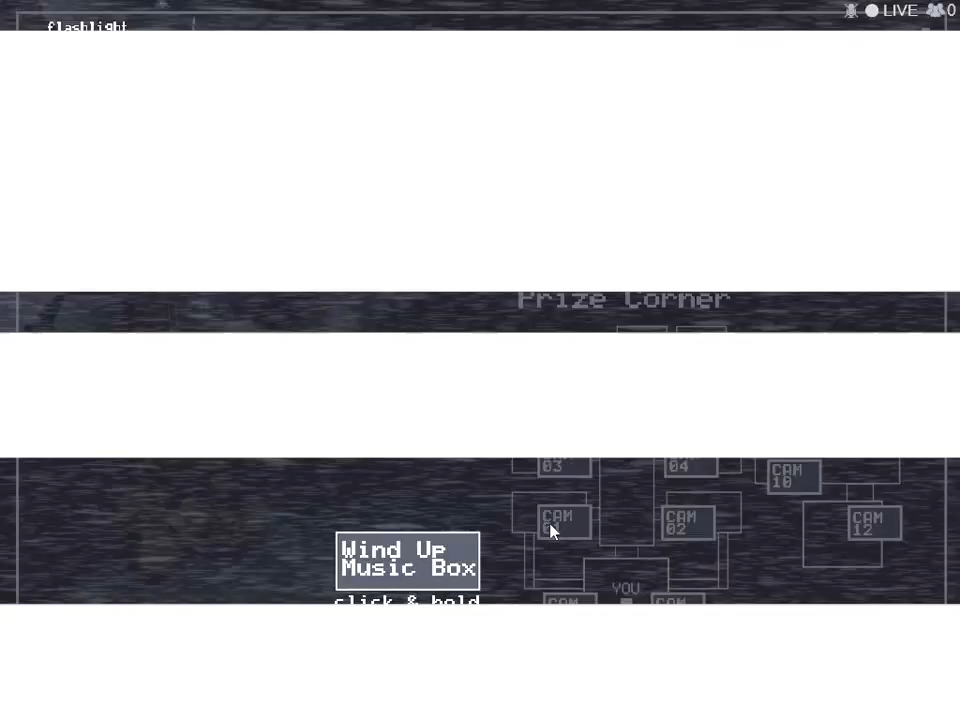 LIVE 0
flashlight
Prize Corner
03
04
CAM
10
CAM
CAM
02
CAM
12
Wind Up
Music Box
YOU
click & hold
CAM
CAM